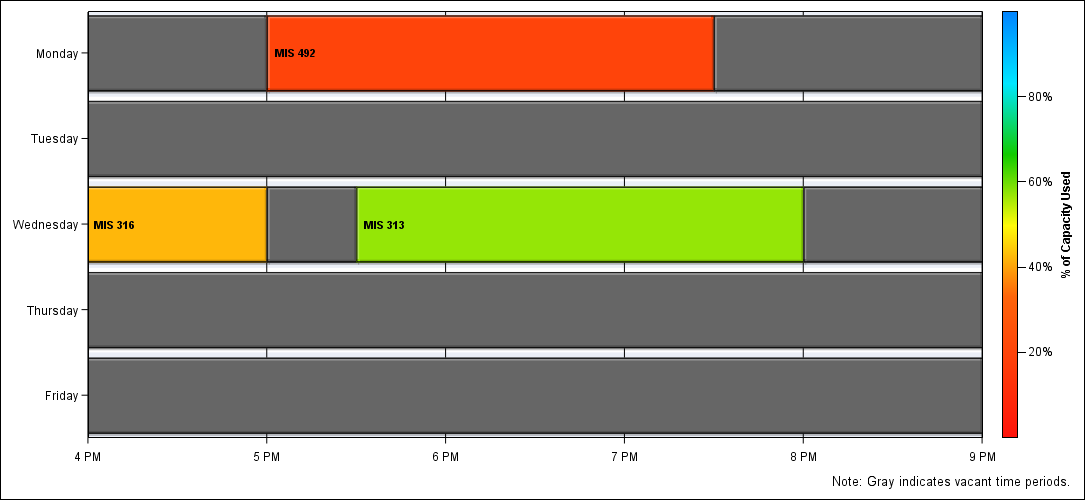 Monday
MIS 492
Tuesday
Wednesday
MIS 316
MIS 313
Thursday
Friday
4 PM
5 PM
6 PM
7 PM
8 PM
9 PM
80%
60%
40%
20%
% of Capacity Used
Note: Gray indicates vacant time periods.